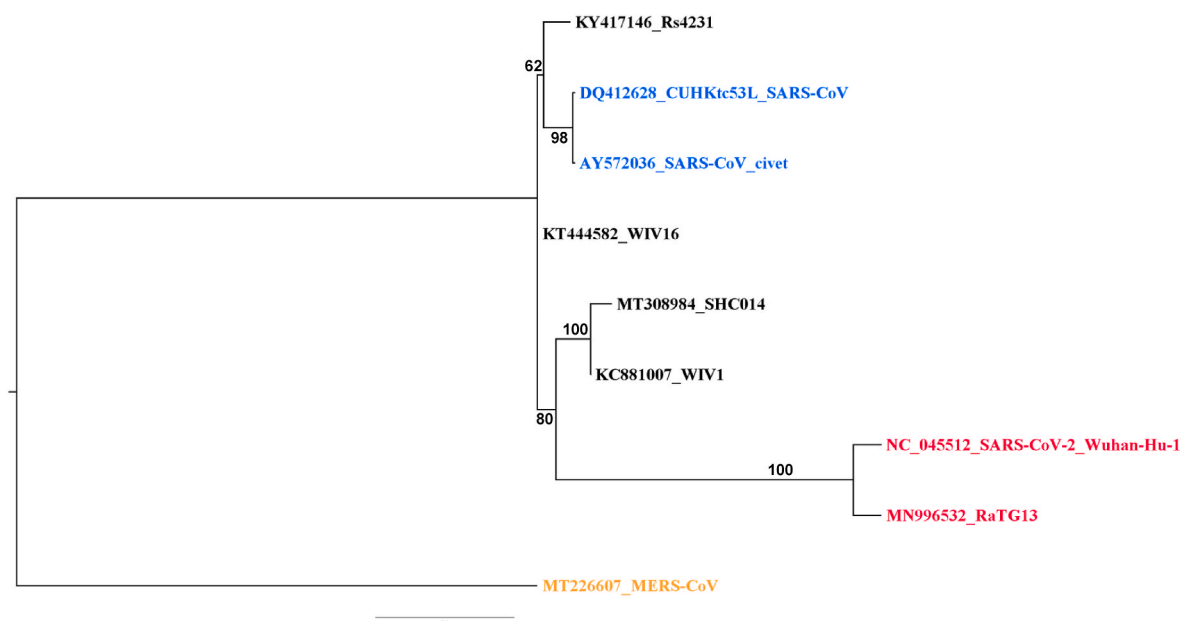 KY417146_Rs4231
62
DQ412628_CUHKtc53L_SARS-CoV
98
AY572036_SARS-CoV_civet
KT444582_WIV16
MT308984_SHC014
100
KC881007_WIV1
80
NC_045512_SARS-CoV-2_Wuhan-Hu-1
100
MN996532_RaTG13
MT226607_MERS-CoV